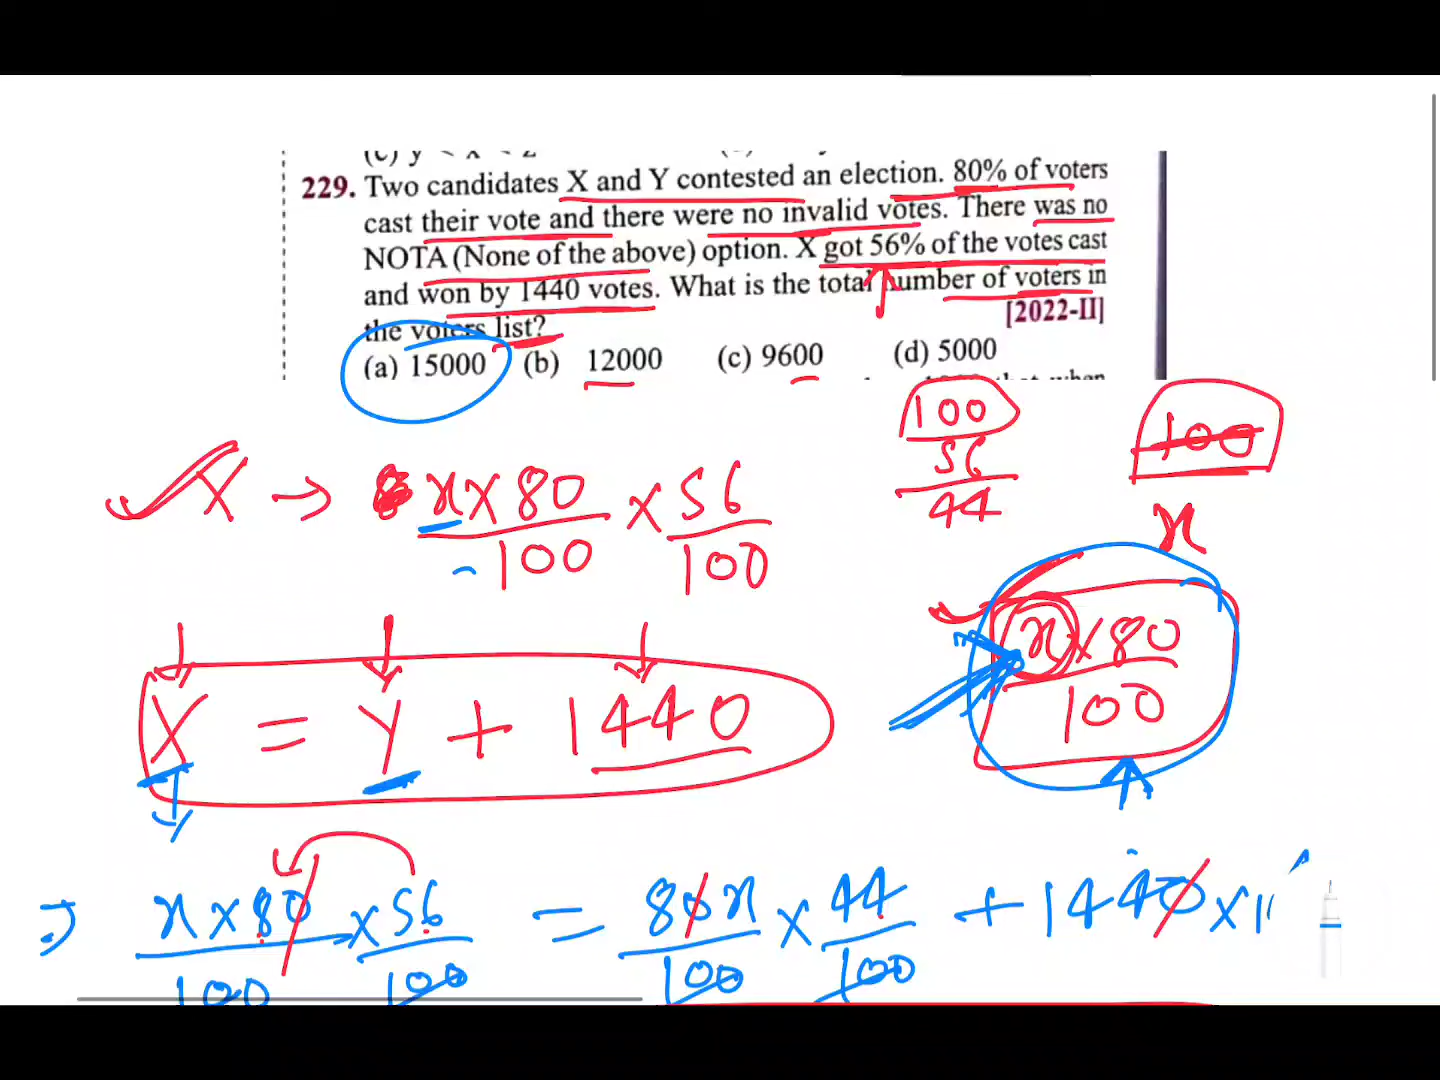 229. Two candidates X and Y contested an election. 80% of voters
cast their vote and there were no invalid votes. There was no
NOTA (None of the above) option. X got 56% of the votes cast
and won by 1440 votes. What is the total number of voters in
[2022-II]
the voters list?
(a) 15000 (b) 12000 (c) 9600 (d) 5000
100
56
44
100
x
X → x × 80 / 100 × 56 / 100
x × 80 / 100
X = Y + 1440
⇒ x × 80 / 100 × 56 / 100 = 80x / 100 × 44 / 100 + 1440 ×